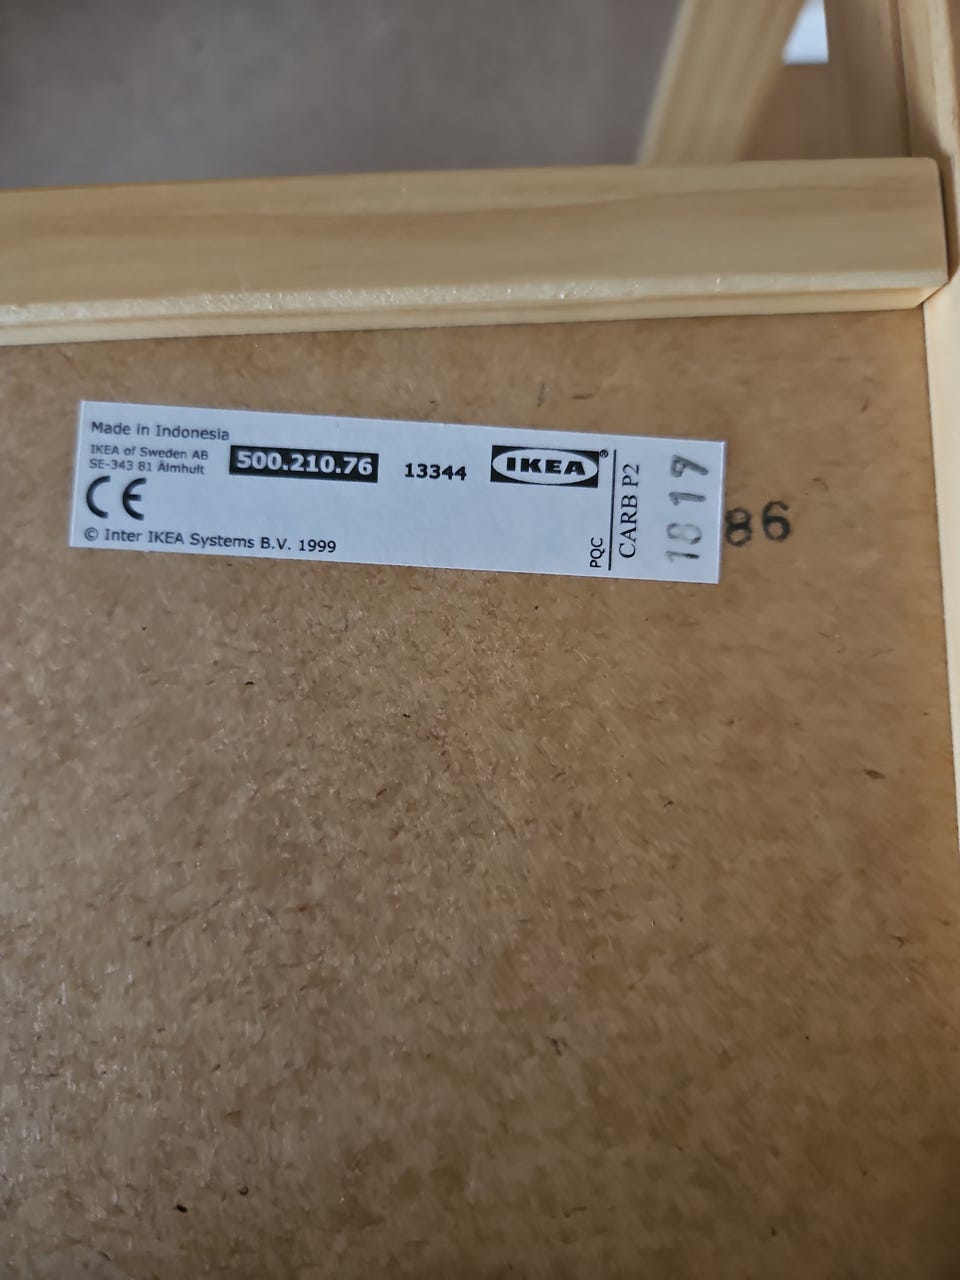 Made in Indonesia
IKEA of Sweden AB
SE-343 81 Älmhult
500.210.76
13344
IKEA®
CE
© Inter IKEA Systems B.V. 1999
PQC
CARB P2
1817
86